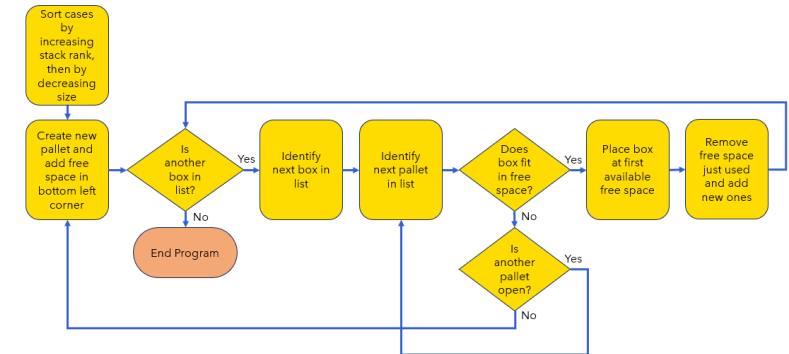 Sort cases
by
increasing
stack rank,
then by
decreasing
size
Create new
pallet and
add free
space in
bottom left
corner
Is
another
box in
list?
Yes
No
End Program
Identify
next box in
list
Identify
next pallet
in list
Does
box fit
in free
space?
Yes
No
Place box
at first
available
free space
Remove
free space
just used
and add
new ones
Is
another
pallet
open?
Yes
No